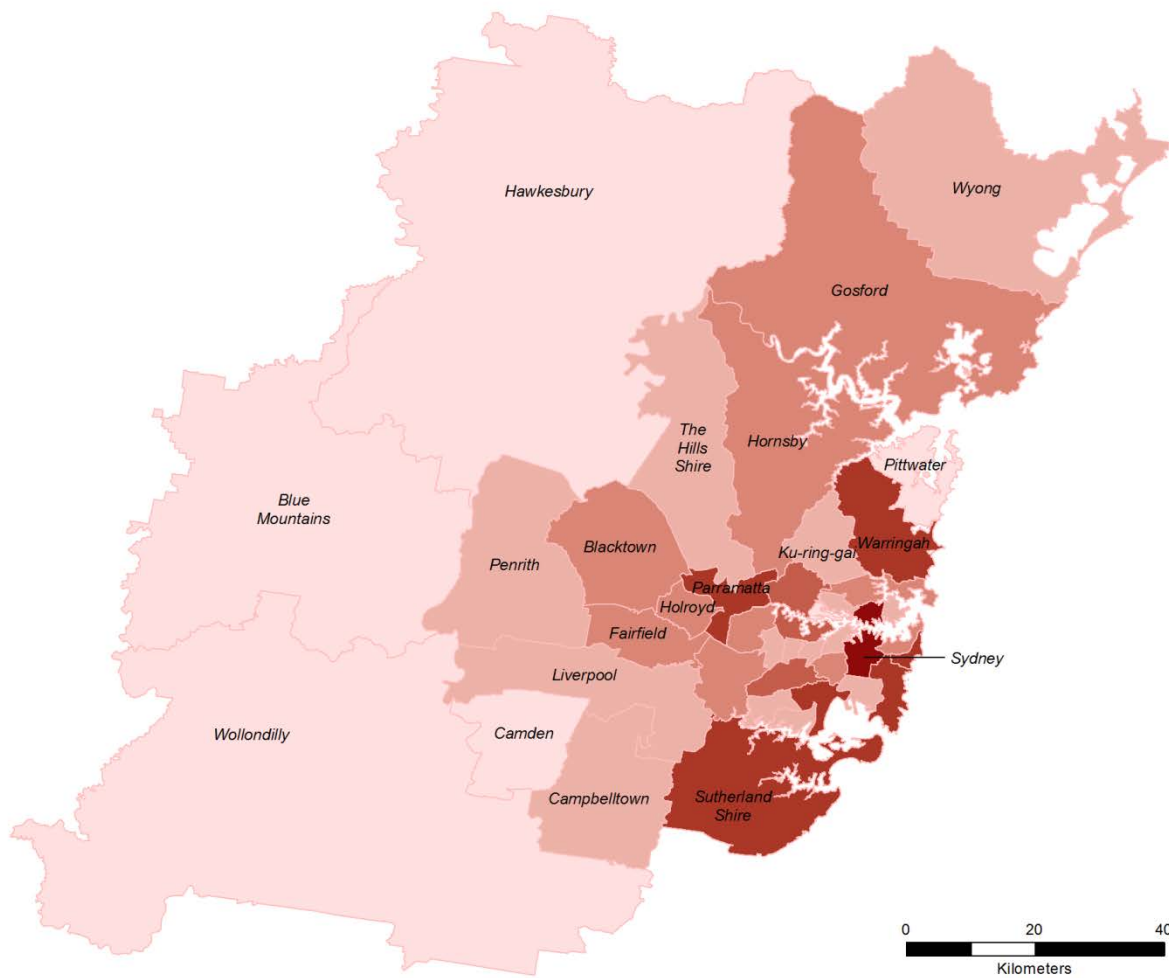 Hawkesbury
Wyong
Gosford
The
Hills
Shire
Hornsby
Pittwater
Blue
Mountains
Ku-ring-gai
Warringah
Blacktown
Penrith
Parramatta
Holroyd
Fairfield
Sydney
Liverpool
Wollondilly
Camden
Campbelltown
Sutherland
Shire
0 20 40
Kilometers